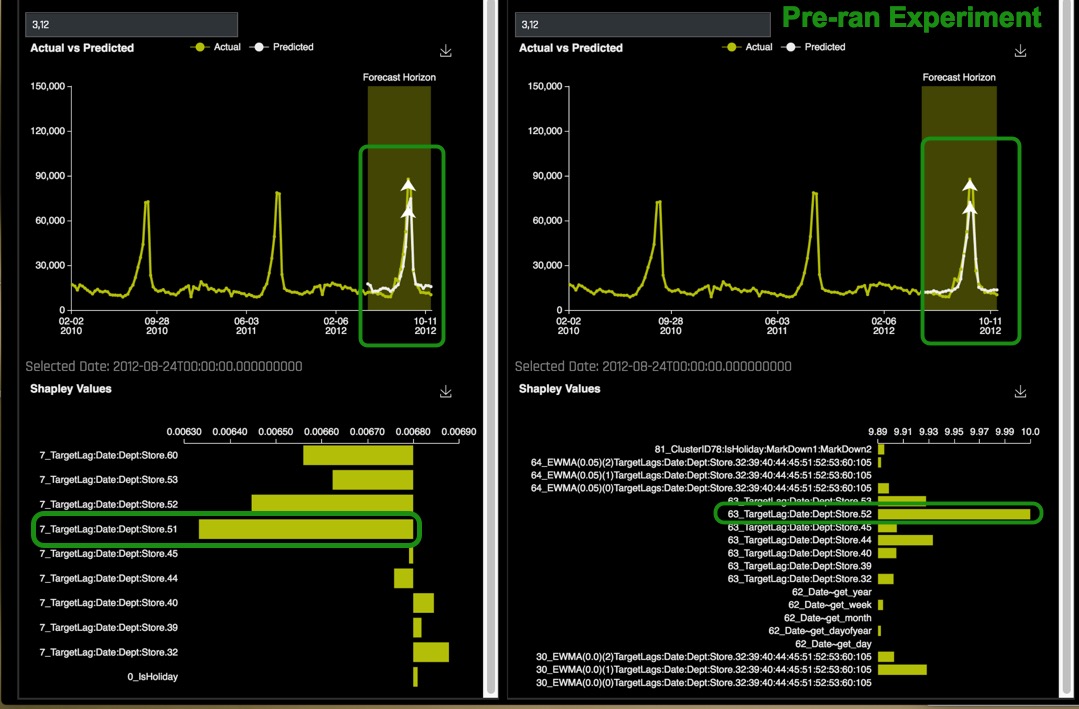 Pre-ran Experiment
3,12
Actual vs Predicted
Actual
Predicted
Forecast Horizon
150,000
120,000
90,000
60,000
30,000
0
02-02
2010
09-28
2010
06-03
2011
02-06
2012
10-11
2012
Selected Date: 2012-08-24T00:00:00.000000000
Shapley Values
0.00630 0.00640 0.00650 0.00660 0.00670 0.00680 0.00690
7_TargetLag:Date:Dept:Store.60
7_TargetLag:Date:Dept:Store.53
7_TargetLag:Date:Dept:Store.52
7_TargetLag:Date:Dept:Store.51
7_TargetLag:Date:Dept:Store.45
7_TargetLag:Date:Dept:Store.44
7_TargetLag:Date:Dept:Store.40
7_TargetLag:Date:Dept:Store.39
7_TargetLag:Date:Dept:Store.32
0_IsHoliday
3,12
Actual vs Predicted
Actual
Predicted
Forecast Horizon
150,000
120,000
90,000
60,000
30,000
0
02-02
2010
09-28
2010
06-03
2011
02-06
2012
10-11
2012
Selected Date: 2012-08-24T00:00:00.000000000
Shapley Values
9.89 9.91 9.93 9.95 9.97 9.99 10.0
81_ClusterID78:IsHoliday:MarkDown1:MarkDown2
64_EWMA(0.05)(2)TargetLags:Date:Dept:Store.32:39:40:44:45:51:52:53:60:105
64_EWMA(0.05)(1)TargetLags:Date:Dept:Store.32:39:40:44:45:51:52:53:60:105
64_EWMA(0.05)(0)TargetLags:Date:Dept:Store.32:39:40:44:45:51:52:53:60:105
63_TargetLag:Date:Dept:Store.53
63_TargetLag:Date:Dept:Store.52
63_TargetLag:Date:Dept:Store.45
63_TargetLag:Date:Dept:Store.44
63_TargetLag:Date:Dept:Store.40
63_TargetLag:Date:Dept:Store.39
63_TargetLag:Date:Dept:Store.32
62_Date~get_year
62_Date~get_week
62_Date~get_month
62_Date~get_dayofyear
62_Date~get_day
30_EWMA(0.0)(2)TargetLags:Date:Dept:Store.32:39:40:44:45:51:52:53:60:105
30_EWMA(0.0)(1)TargetLags:Date:Dept:Store.32:39:40:44:45:51:52:53:60:105
30_EWMA(0.0)(0)TargetLags:Date:Dept:Store.32:39:40:44:45:51:52:53:60:105